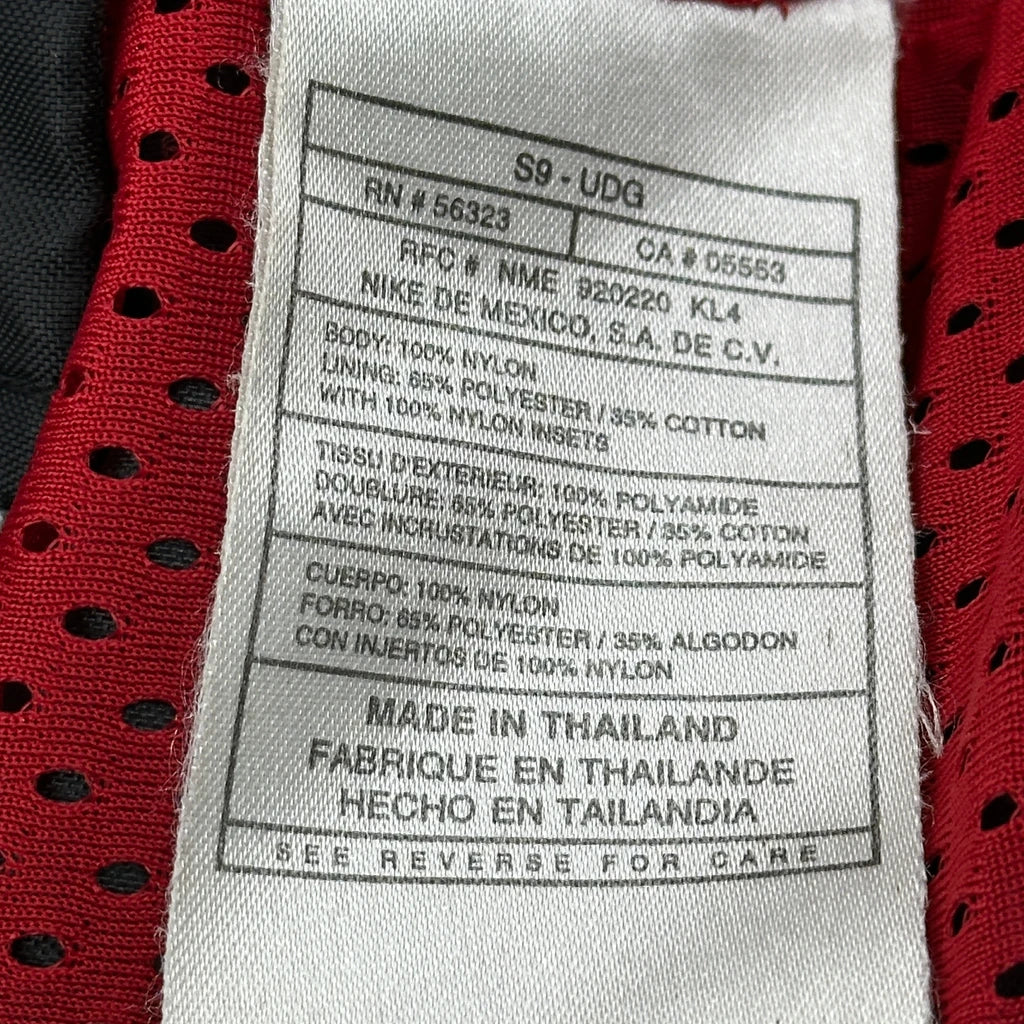 S9 - UDG
RN # 56323
CA # 05553
RFC # NME 920220 KL4
NIKE DE MEXICO, S.A. DE C.V.
BODY: 100% NYLON
LINING: 65% POLYESTER / 35% COTTON
WITH 100% NYLON INSETS
TISSU D'EXTERIEUR: 100% POLYAMIDE
DOUBLURE: 65% POLYESTER / 35% COTON
AVEC INCRUSTATIONS DE 100% POLYAMIDE
CUERPO: 100% NYLON
FORRO: 65% POLYESTER / 35% ALGODON
CON INJERTOS DE 100% NYLON
MADE IN THAILAND
FABRIQUE EN THAILANDE
HECHO EN TAILANDIA
SEE REVERSE FOR CARE